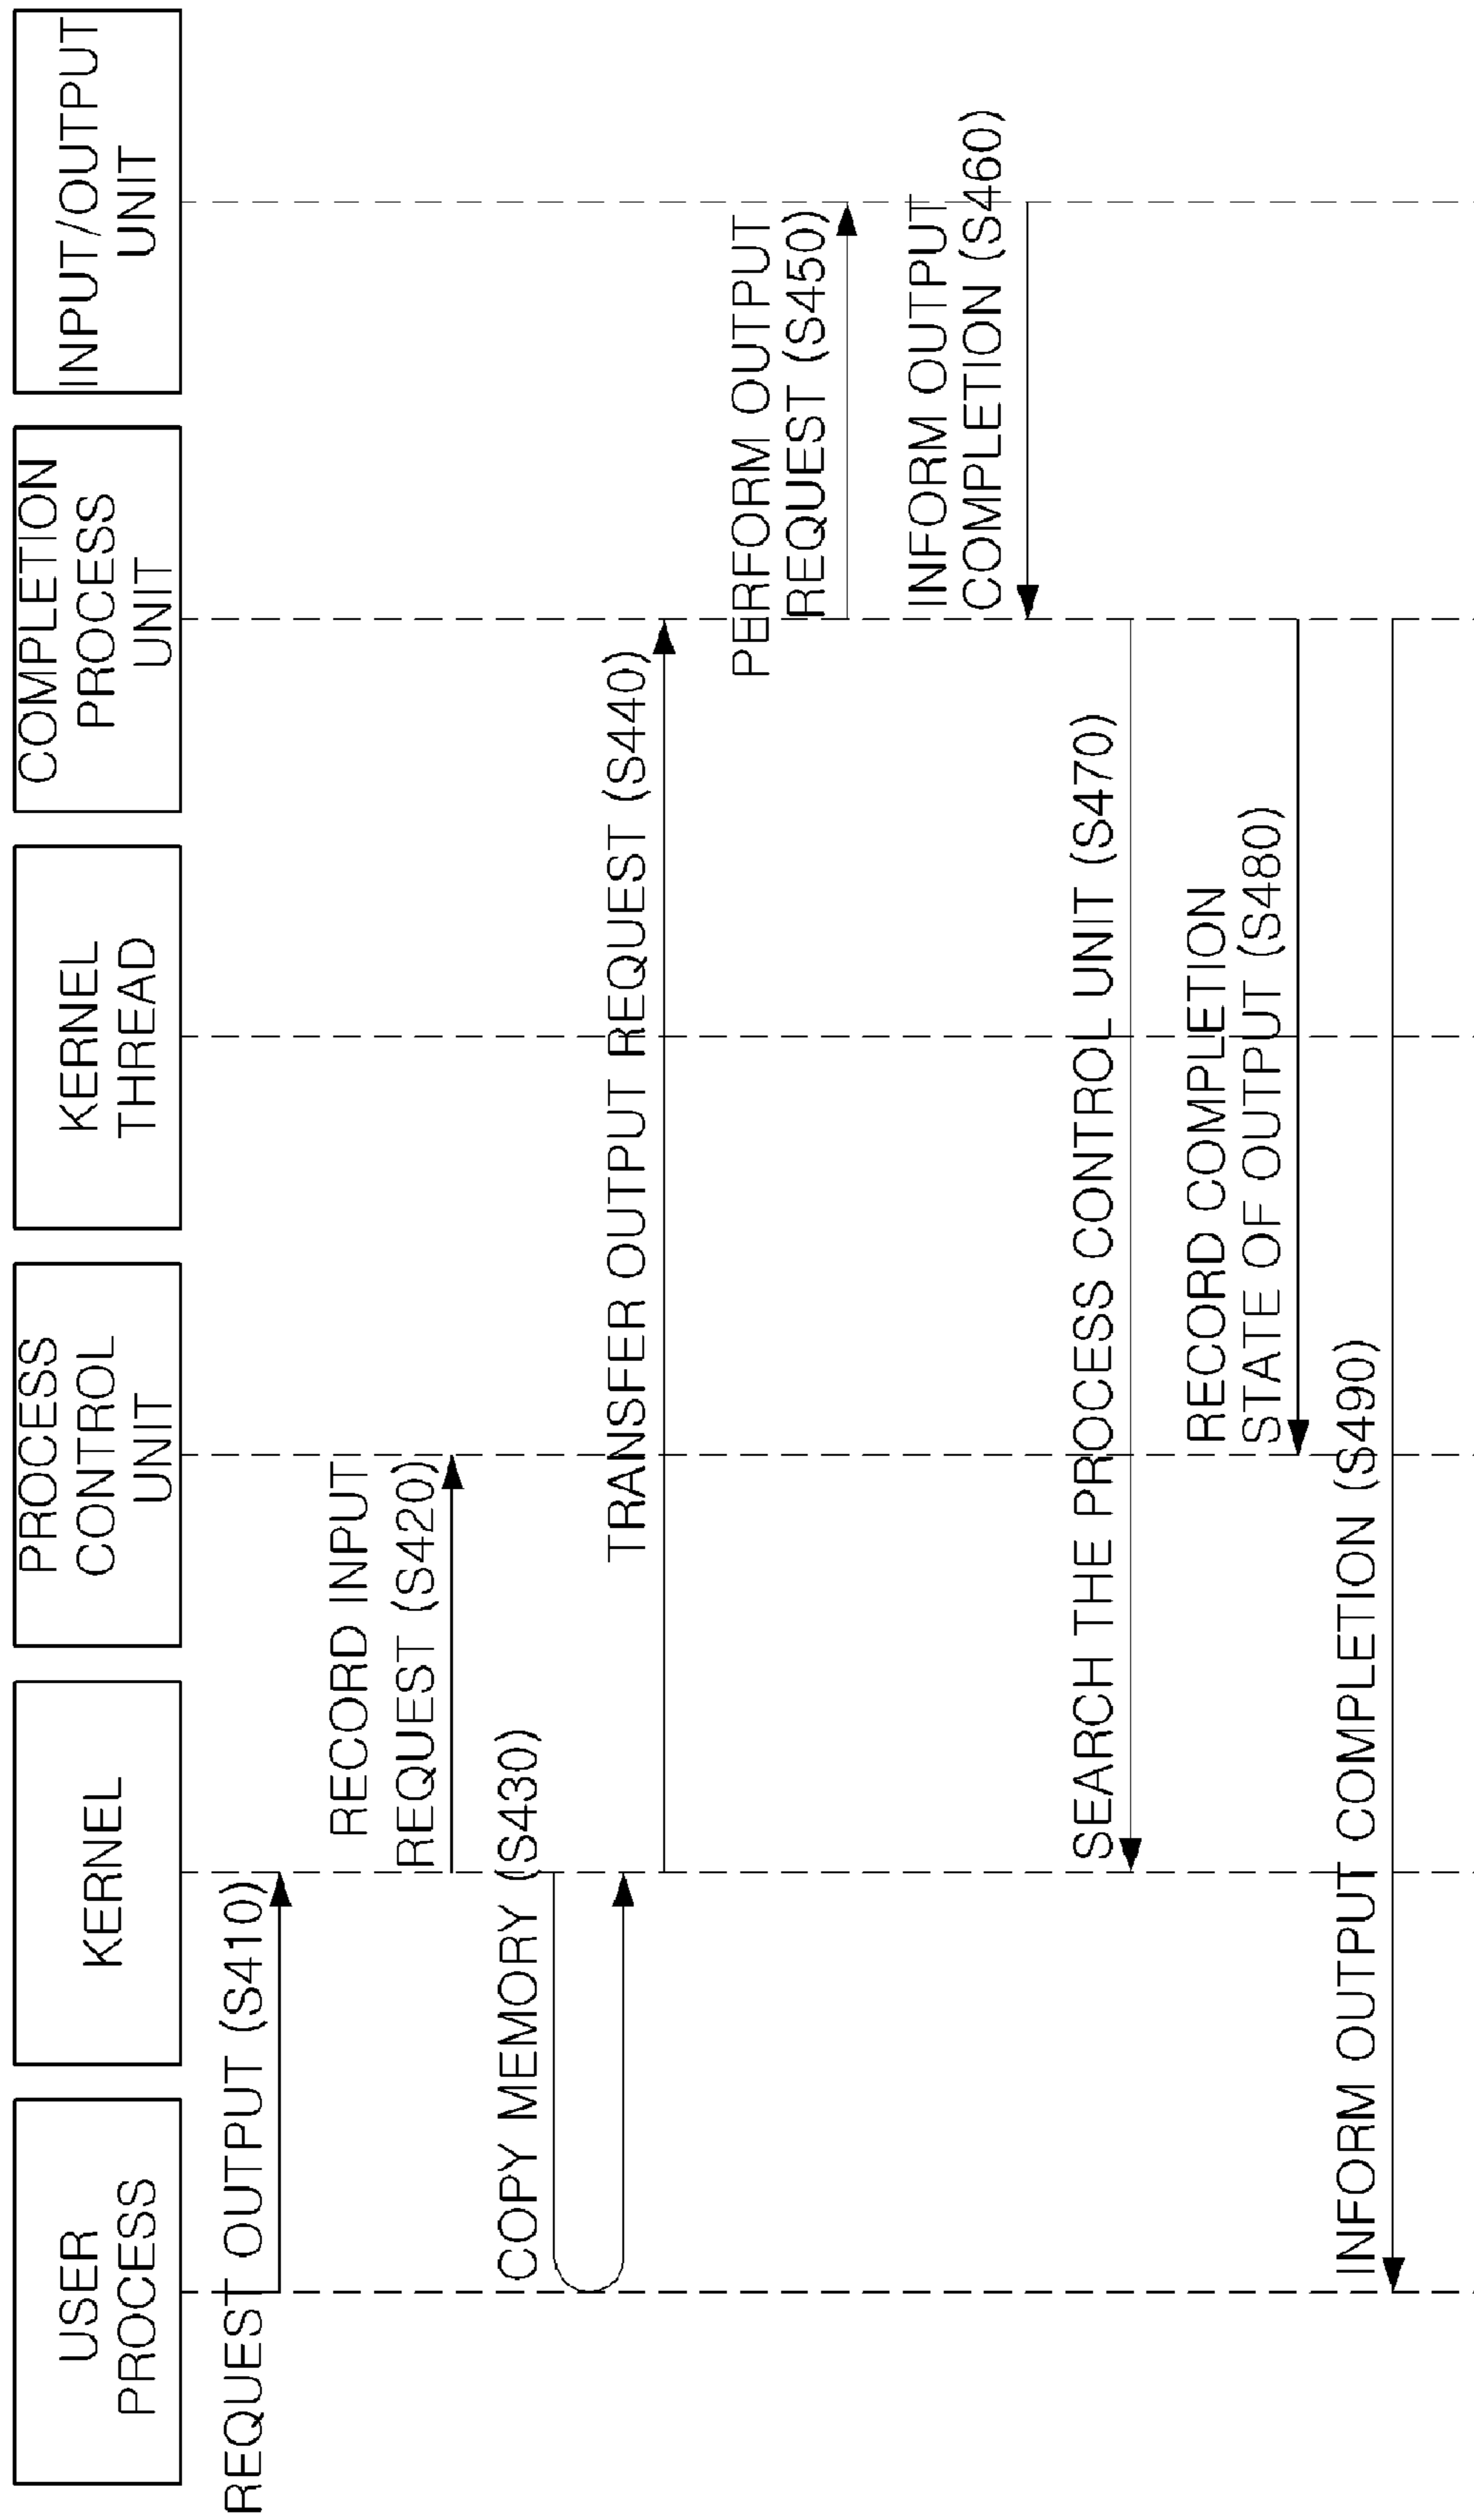 USER
PROCESS
KERNEL
PROCESS
CONTROL
UNIT
KERNEL
THREAD
COMPLETION
PROCESS
UNIT
INPUT/OUTPUT
UNIT
REQUEST OUTPUT (S410)
RECORD INPUT
REQUEST (S420)
COPY MEMORY (S430)
TRANSFER OUTPUT REQUEST (S440)
PERFORM OUTPUT
REQUEST (S450)
INFORM OUTPUT
COMPLETION (S460)
SEARCH THE PROCESS CONTROL UNIT (S470)
RECORD COMPLETION
STATE OF OUTPUT (S480)
INFORM OUTPUT COMPLETION (S490)